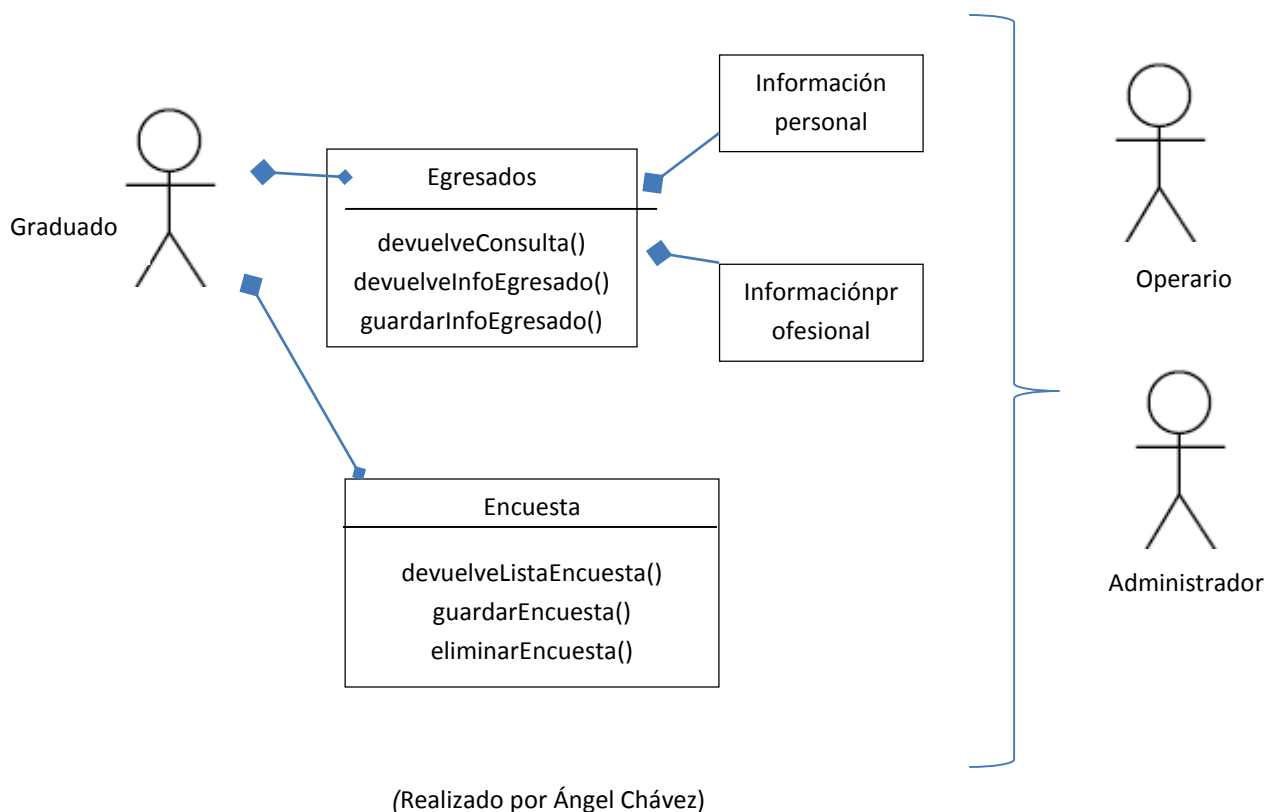 Información
personal
Egresados
Graduado
devuelveConsulta()
devuelveInfoEgresado()
guardarInfoEgresado()
Informaciónpr
ofesional
Operario
Encuesta
devuelveListaEncuesta()
guardarEncuesta()
eliminarEncuesta()
Administrador
(Realizado por Ángel Chávez)